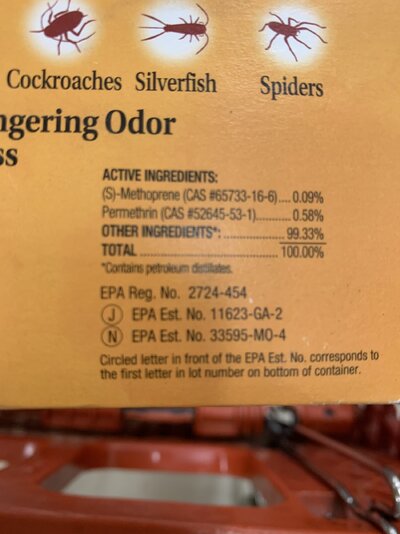 Cockroaches Silverfish Spiders
ngering Odor
ss
ACTIVE INGREDIENTS:
(S)-Methoprene (CAS #65733-16-6).... 0.09%
Permethrin (CAS #52645-53-1)............. 0.58%
OTHER INGREDIENTS*: ..................... 99.33%
TOTAL ............................................ 100.00%
*Contains petroleum distillates.
EPA Reg. No. 2724-454
J EPA Est. No. 11623-GA-2
N EPA Est. No. 33595-MO-4
Circled letter in front of the EPA Est. No. corresponds to
the first letter in lot number on bottom of container.